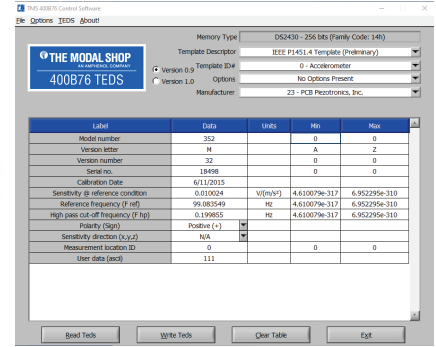 TMS 400B76 Control Software
File Options TEDS About!
Memory Type DS2430 - 256 bits (Family Code: 14h)
THE MODAL SHOP
AN AMPHENOL COMPANY
400B76 TEDS
Version 0.9
Version 1.0
Template Descriptor IEEE P1451.4 Template (Preliminary)
Template ID# 0 - Accelerometer
Options No Options Present
Manufacturer 23 - PCB Piezotronics, Inc.
Label Data Units Min Max
Model number 352 0 0
Version letter M A Z
Version number 32 0 0
Serial no. 18498 0 0
Calibration Date 6/11/2015
Sensitivity @ reference condition 0.010024 V/(m/s²) 4.610079e-317 6.952295e-310
Reference frequency (F ref) 99.083549 Hz 4.610079e-317 6.952295e-310
High pass cut-off frequency (F hp) 0.199855 Hz 4.610079e-317 6.952295e-310
Polarity (Sign) Positive (+)
Sensitivity direction (x,y,z) N/A
Measurement location ID 0 0 0
User data (ascii) 111
Read Teds Write Teds Clear Table Exit